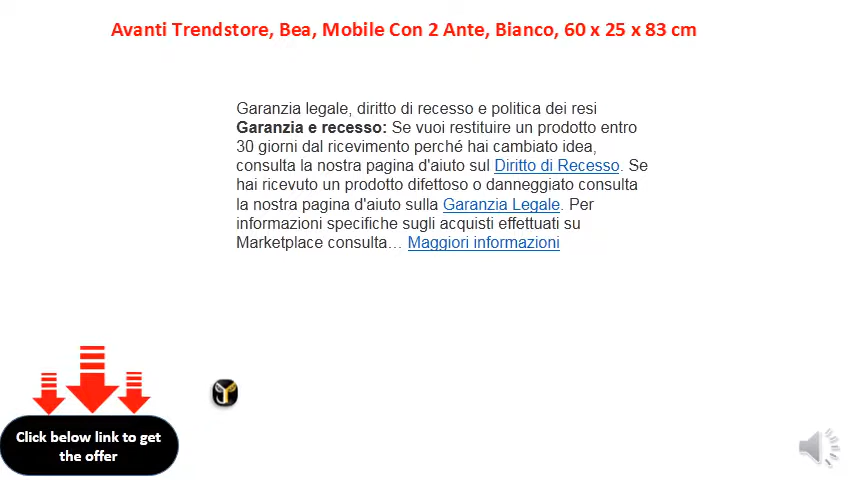 Avanti Trendstore, Bea, Mobile Con 2 Ante, Bianco, 60 x 25 x 83 cm
Garanzia legale, diritto di recesso e politica dei resi
Garanzia e recesso: Se vuoi restituire un prodotto entro
30 giorni dal ricevimento perché hai cambiato idea,
consulta la nostra pagina d'aiuto sul Diritto di Recesso. Se
hai ricevuto un prodotto difettoso o danneggiato consulta
la nostra pagina d'aiuto sulla Garanzia Legale. Per
informazioni specifiche sugli acquisti effettuati su
Marketplace consulta… Maggiori informazioni
Click below link to get
the offer